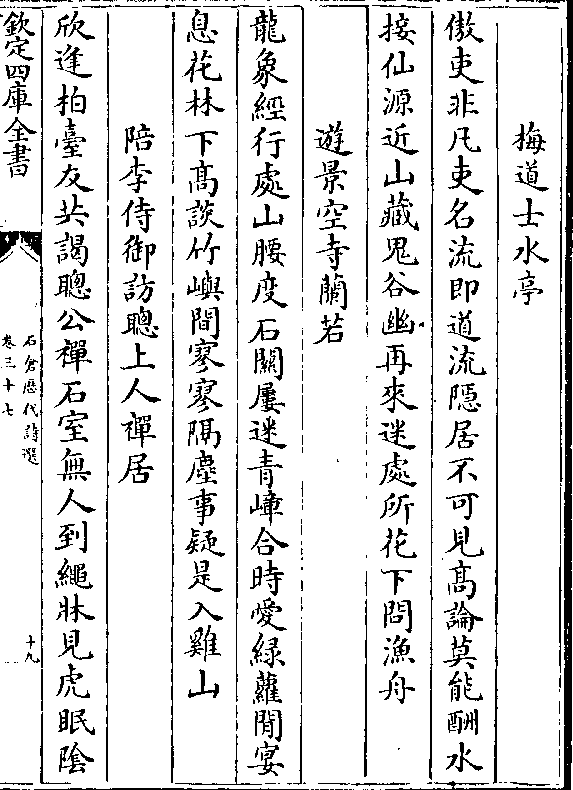 梅道士水亭
傲吏非凡吏名流即道流隱居不可見髙論莫能酬水
接仙源近山藏鬼谷幽再來迷處所花下問漁舟
遊景空寺蘭若
龍象經行處山腰度石關屢迷青嶂合時愛緑蘿閒宴
息花林下髙談竹嶼間寥寥隔塵事疑是入雞山
陪李侍御訪聰上人禪居
欣逢柏臺友共謁聰公禪石室無人到繩牀見虎眠陰
欽定四庫全書
石倉歴代詩選
卷三十七
十九